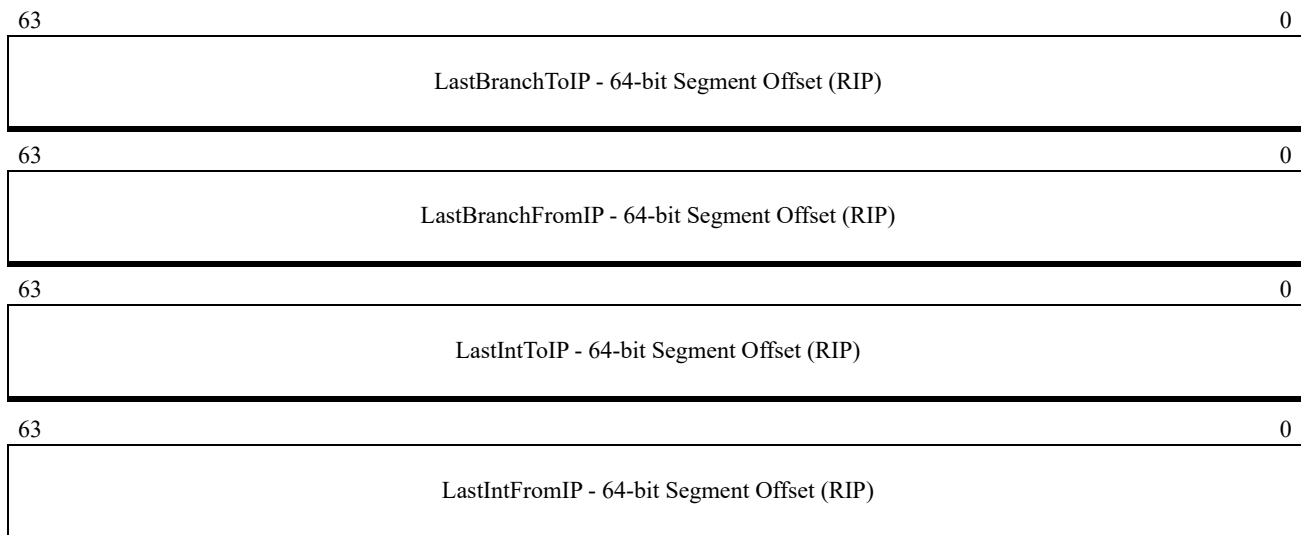 63 0
LastBranchToIP - 64-bit Segment Offset (RIP)
63 0
LastBranchFromIP - 64-bit Segment Offset (RIP)
63 0
LastIntToIP - 64-bit Segment Offset (RIP)
63 0
LastIntFromIP - 64-bit Segment Offset (RIP)